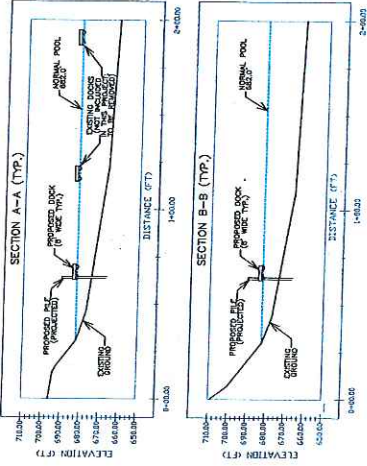 SECTION A-A (TYP.)
PROPOSED PILE
(PROJECTED)
PROPOSED DOCK
(8' WIDE TYP.)
NORMAL POOL
682.0'
EXISTING
GROUND
EXISTING DOCKS
(NOT INCLUDED
IN THIS PROJECT
TO BE REMOVED)
ELEVATION (FT)
710.00
700.00
690.00
680.00
670.00
660.00
0+00.00
1+00.00
2+00.00
DISTANCE (FT)
SECTION B-B (TYP.)
PROPOSED PILE
(PROJECTED)
PROPOSED DOCK
(8' WIDE TYP.)
NORMAL POOL
682.0'
EXISTING
GROUND
ELEVATION (FT)
710.00
700.00
690.00
680.00
670.00
660.00
0+00.00
1+00.00
2+00.00
DISTANCE (FT)